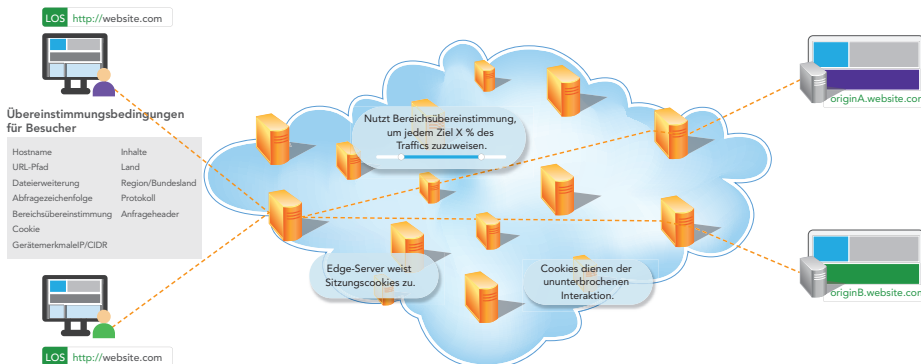 LOS http://website.com
Übereinstimmungsbedingungen
für Besucher
Hostname
URL-Pfad
Dateierweiterung
Abfragezeichenfolge
Bereichsübereinstimmung
Cookie
GerätemerkmaleIP/CIDR
Inhalte
Land
Region/Bundesland
Protokoll
Anfrageheader
LOS http://website.com
Nutzt Bereichsübereinstimmung,
um jedem Ziel X % des
Traffics zuzuweisen.
Edge-Server weist
Sitzungscookies zu.
Cookies dienen der
ununterbrochenen
Interaktion.
originA.website.com
originB.website.com